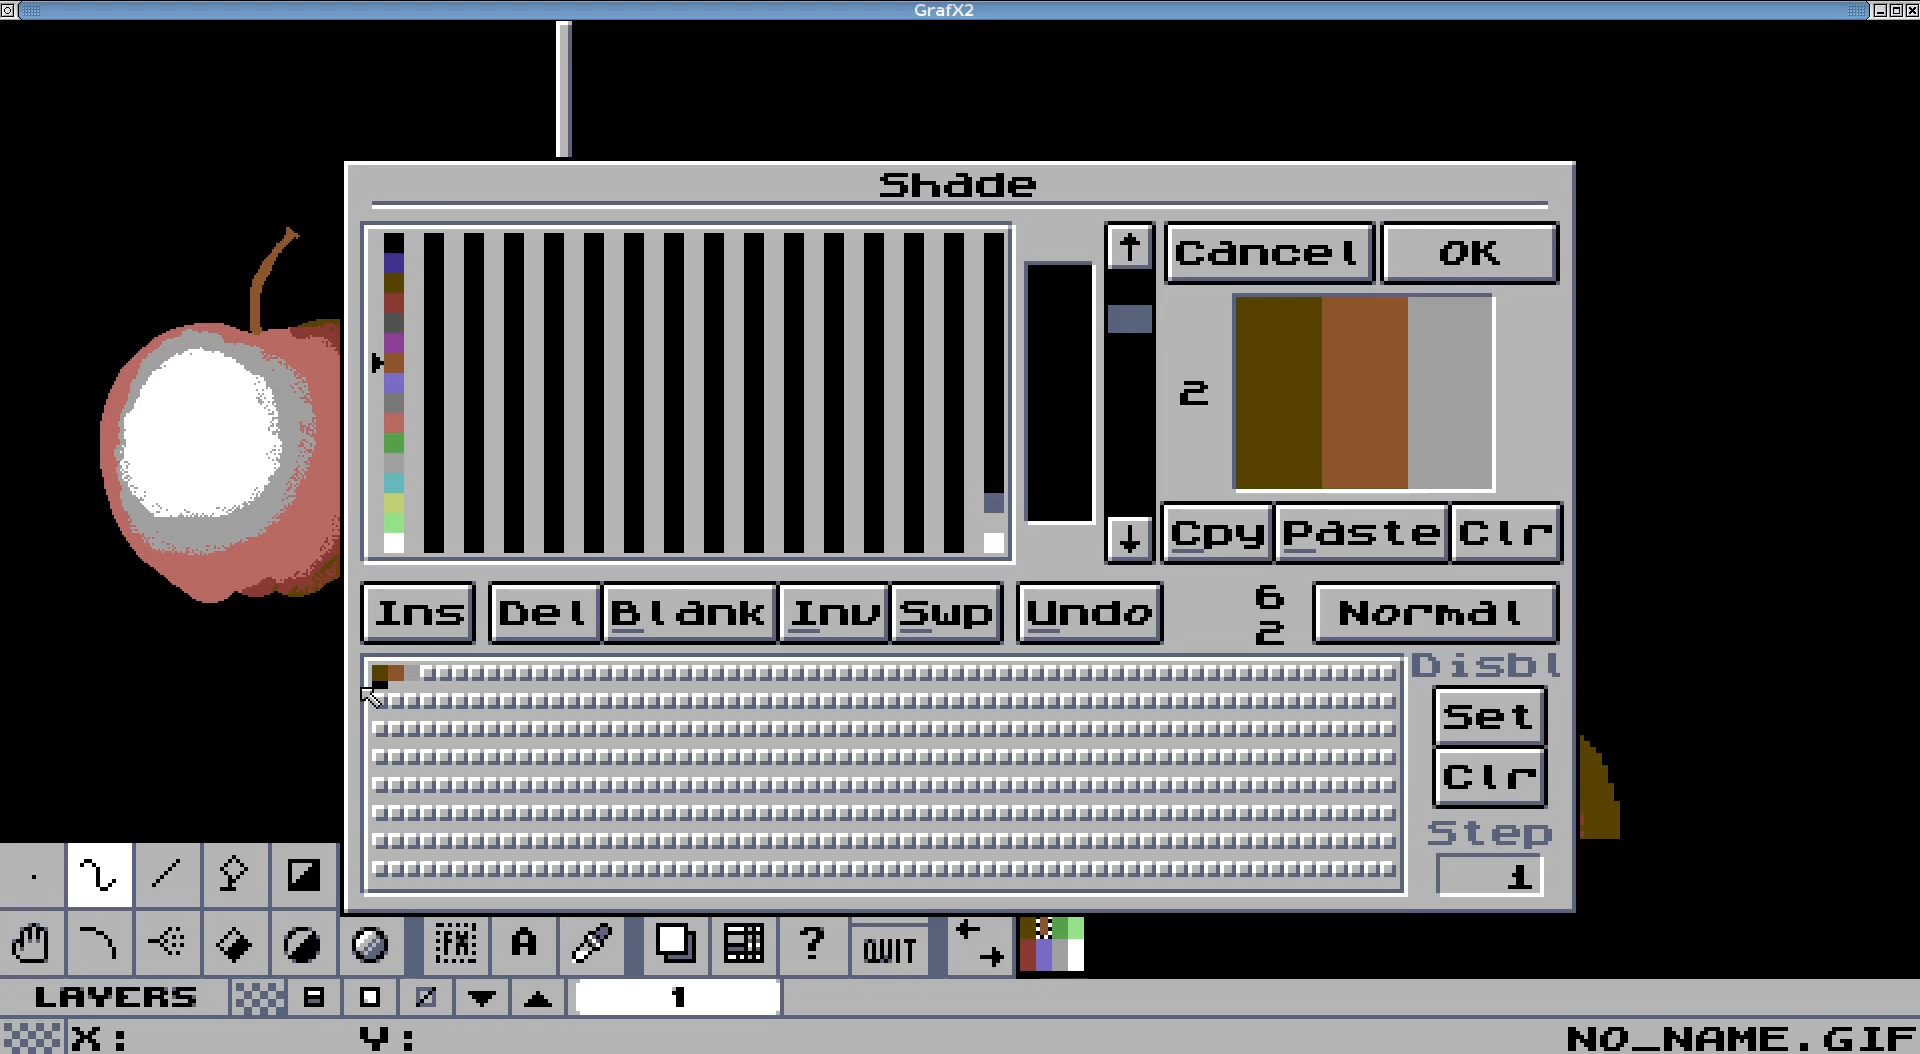 GrafX2
Shade
Cancel OK
2
Cpy Paste Clr
Ins Del Blank Inv Swp Undo 6 Normal
2
Disbl
Set
Clr
Step
1
FX A ? QUIT
LAYERS 1
X: Y: NO_NAME.GIF